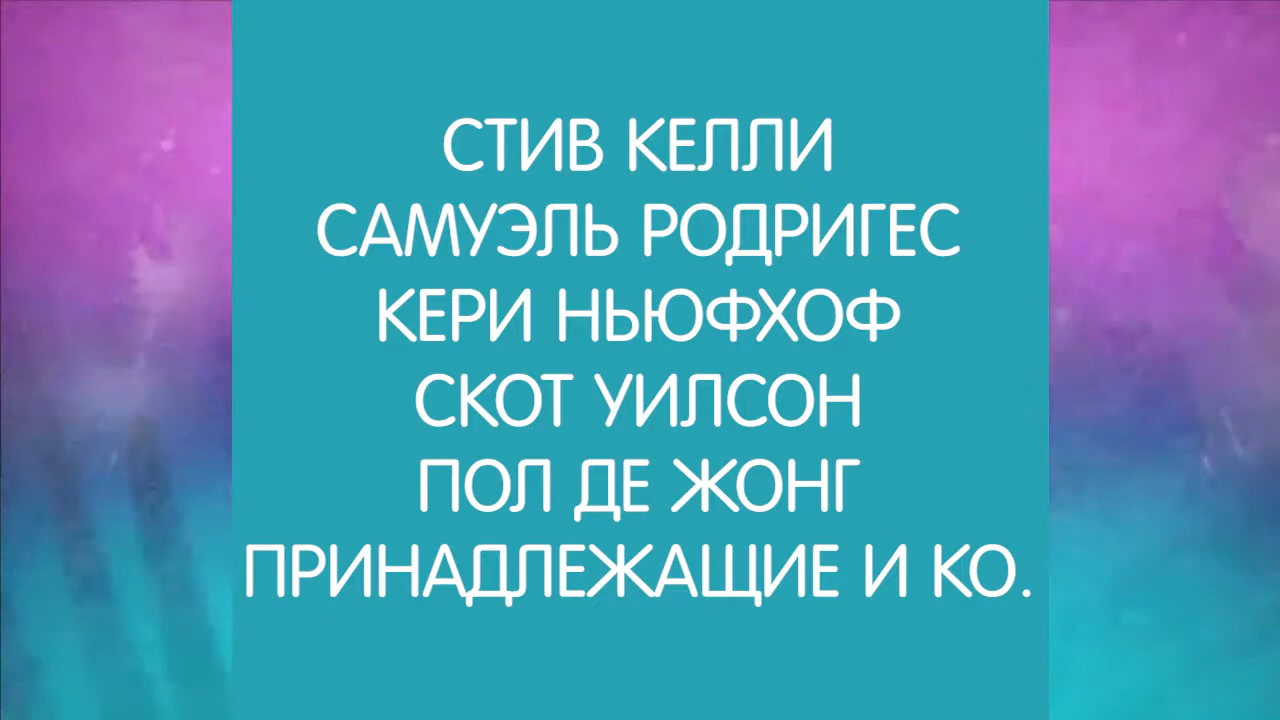 СТИВ КЕЛЛИ
САМУЭЛЬ РОДРИГЕС
КЕРИ НЬЮФХОФ
СКОТ УИЛСОН
ПОЛ ДЕ ЖОНГ
ПРИНАДЛЕЖАЩИЕ И КО.